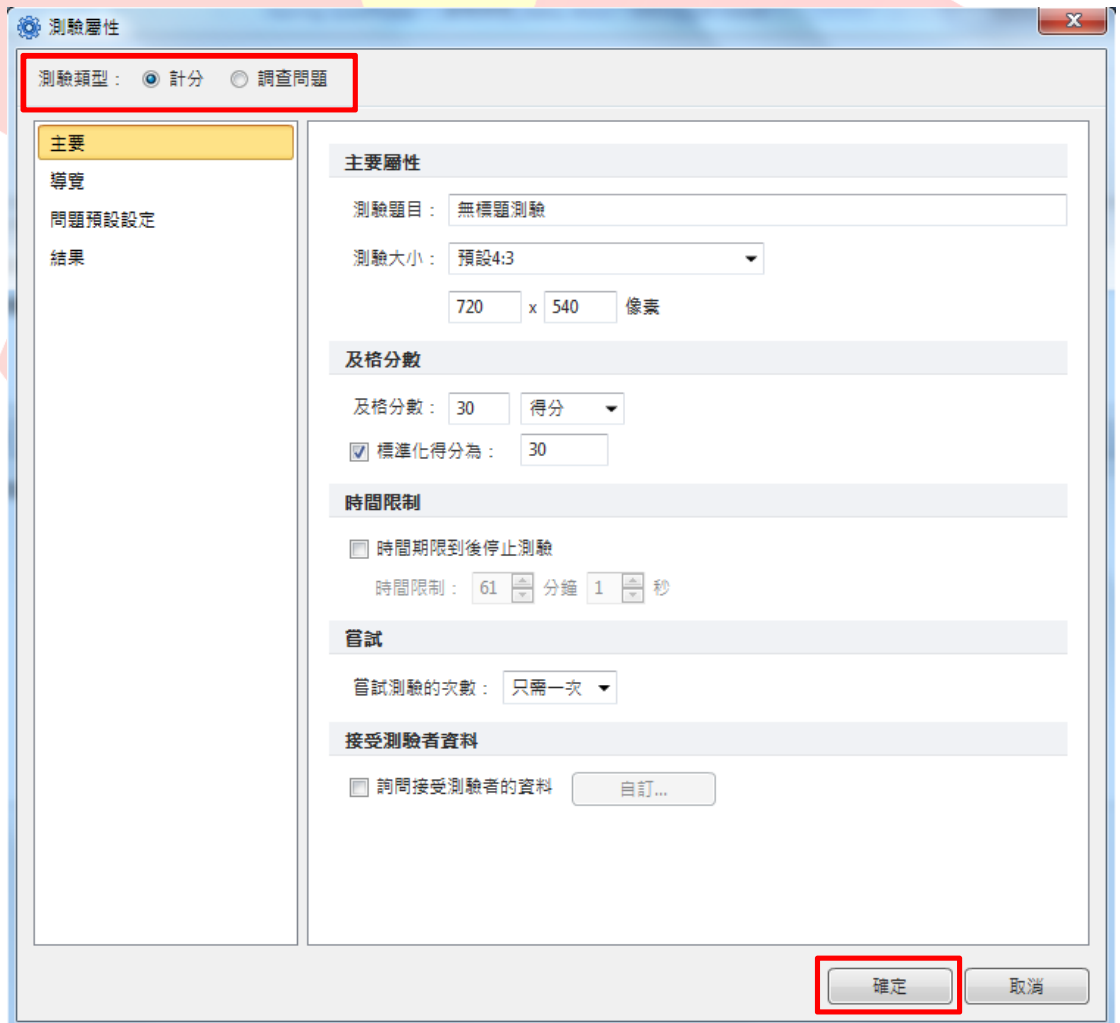 測驗屬性
測驗類型： 計分 調查問題
主要
導覽
問題預設設定
結果
主要屬性
測驗題目： 無標題測驗
測驗大小： 預設4:3
720 x 540 像素
及格分數
及格分數： 30 得分
標準化得分為： 30
時間限制
時間期限到後停止測驗
時間限制： 61 分鐘 1 秒
嘗試
嘗試測驗的次數： 只需一次
接受測驗者資料
詢問接受測驗者的資料 自訂...
確定 取消